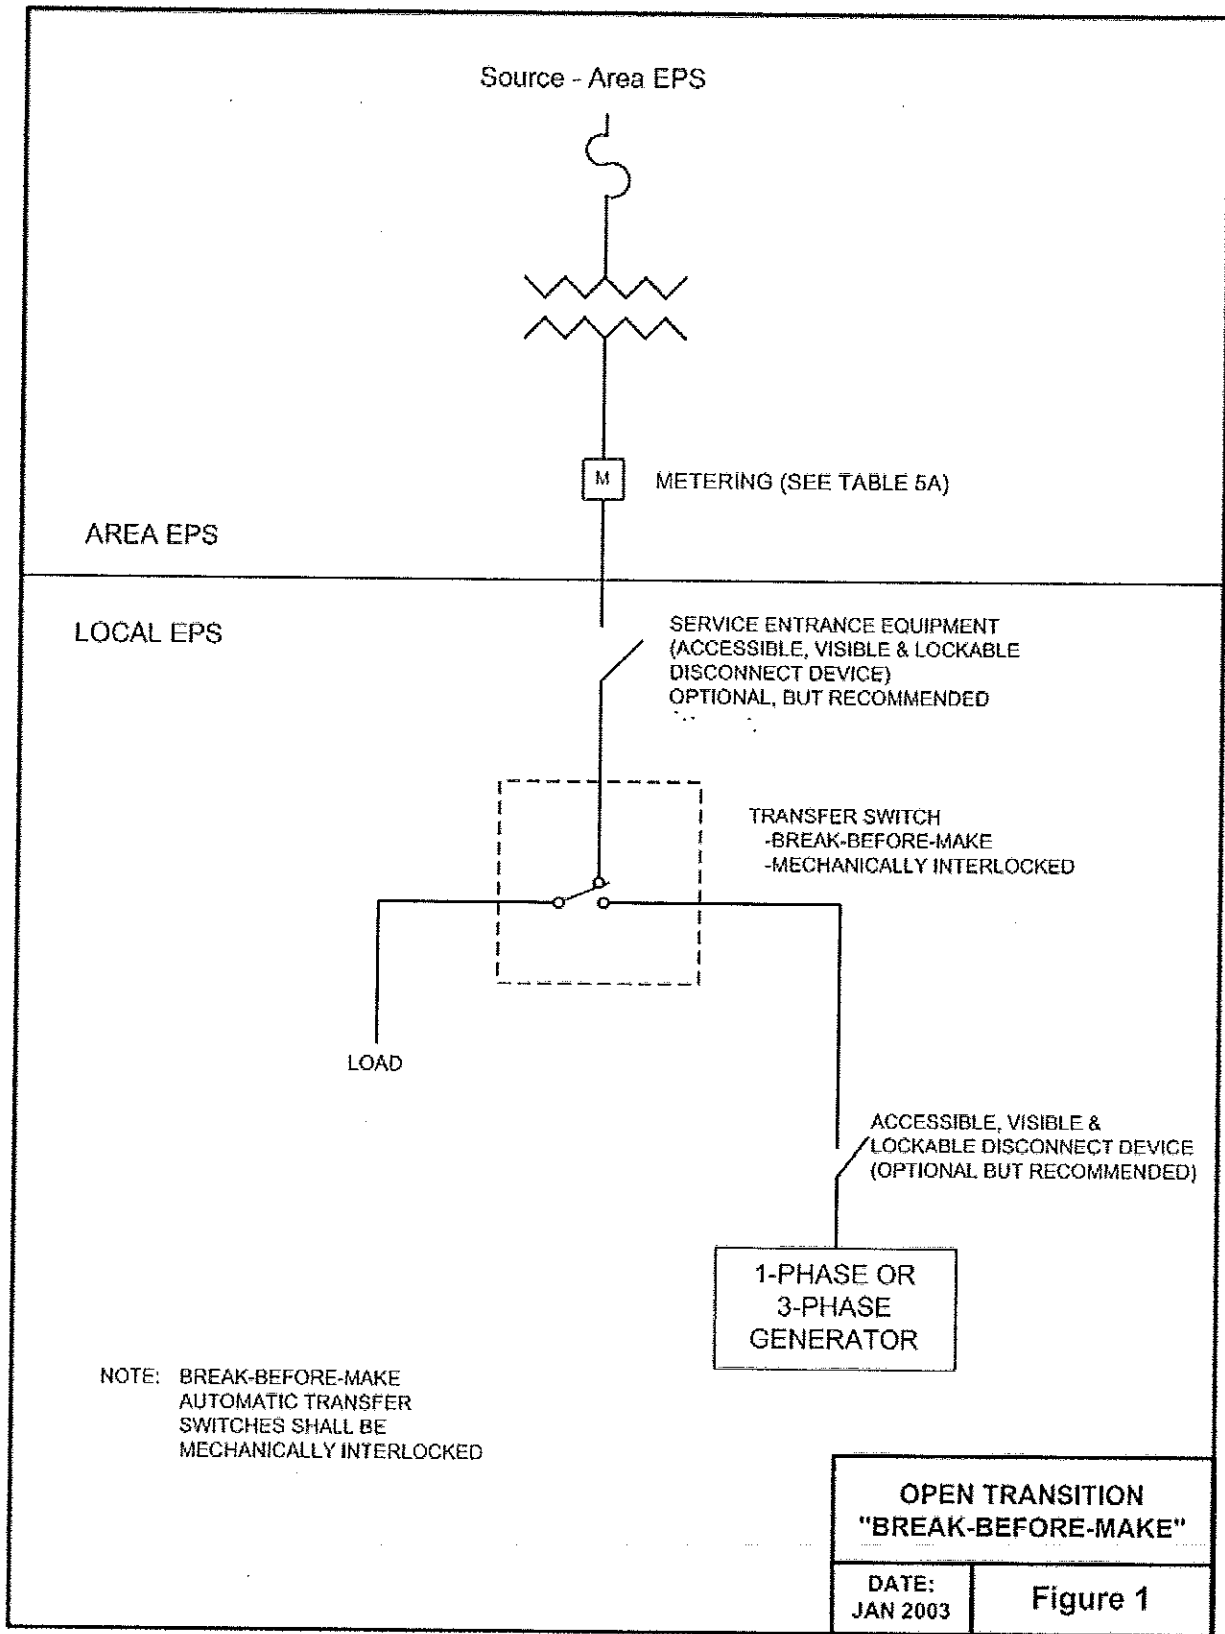 Source - Area EPS
M
METERING (SEE TABLE 5A)
AREA EPS
LOCAL EPS
SERVICE ENTRANCE EQUIPMENT
(ACCESSIBLE, VISIBLE & LOCKABLE
DISCONNECT DEVICE)
OPTIONAL, BUT RECOMMENDED
TRANSFER SWITCH
-BREAK-BEFORE-MAKE
-MECHANICALLY INTERLOCKED
LOAD
ACCESSIBLE, VISIBLE &
LOCKABLE DISCONNECT DEVICE
(OPTIONAL BUT RECOMMENDED)
1-PHASE OR
3-PHASE
GENERATOR
NOTE: BREAK-BEFORE-MAKE
AUTOMATIC TRANSFER
SWITCHES SHALL BE
MECHANICALLY INTERLOCKED
OPEN TRANSITION
"BREAK-BEFORE-MAKE"
DATE:
JAN 2003
Figure 1